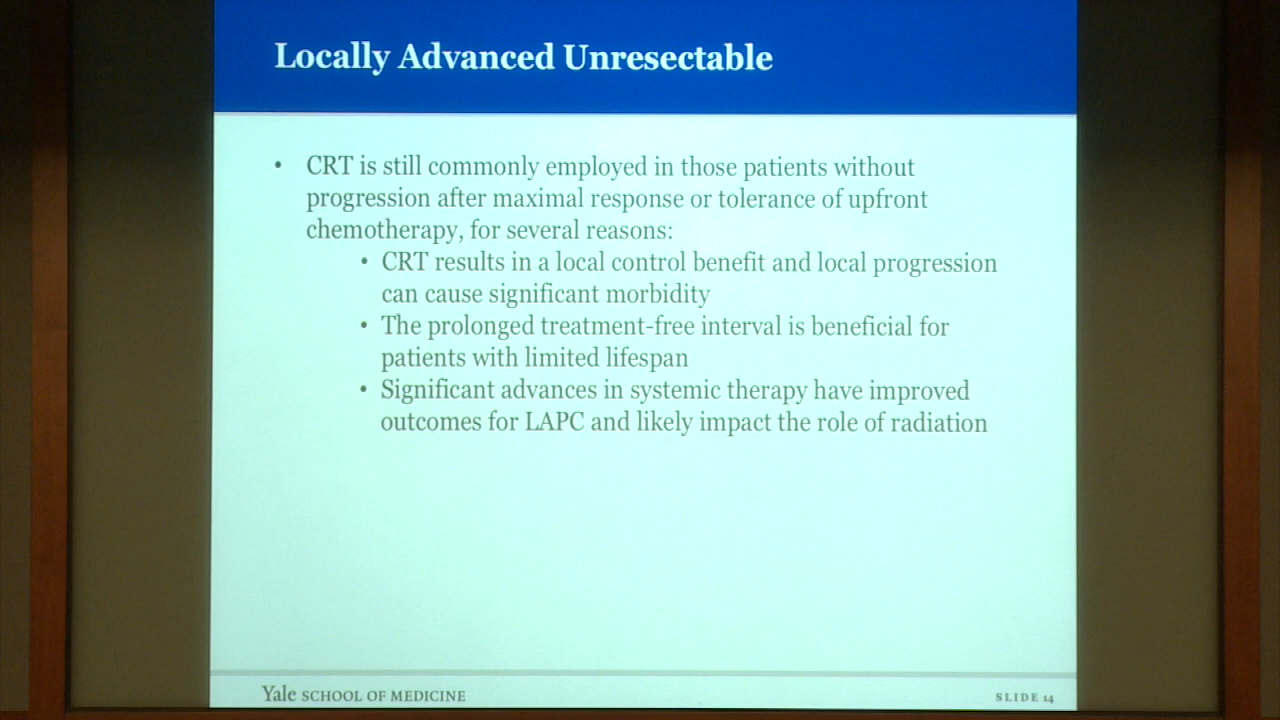 Locally Advanced Unresectable
• CRT is still commonly employed in those patients without
progression after maximal response or tolerance of upfront
chemotherapy, for several reasons:
• CRT results in a local control benefit and local progression
can cause significant morbidity
• The prolonged treatment-free interval is beneficial for
patients with limited lifespan
• Significant advances in systemic therapy have improved
outcomes for LAPC and likely impact the role of radiation
Yale SCHOOL OF MEDICINE
SLIDE 14